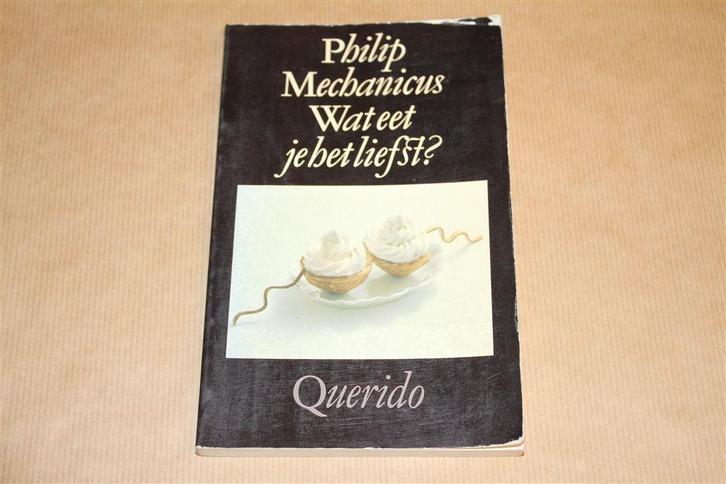 Philip
Mechanicus
Wat eet
je het liefst?
Querido